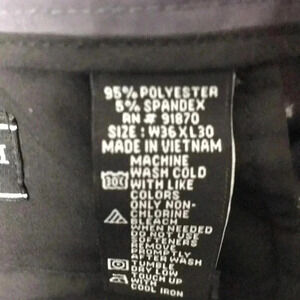 95% POLYESTER
5% SPANDEX
RN # 91870
SIZE: W36XL30
MADE IN VIETNAM
MACHINE
WASH COLD
WITH LIKE
COLORS
ONLY NON-
CHLORINE
BLEACH
WHEN NEEDED
DO NOT USE
SOFTENERS
REMOVE
PROMPTLY
AFTER WASH
TUMBLE
DRY LOW
TOUCH UP
WITH
COOL IRON